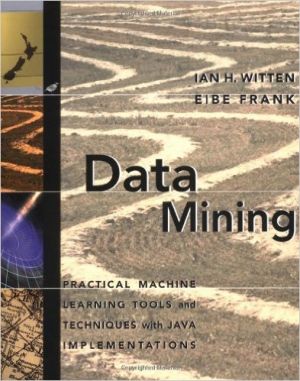 IAN H. WITTEN
EIBE FRANK
Data
Mining
PRACTICAL MACHINE
LEARNING TOOLS and
TECHNIQUES with JAVA
IMPLEMENTATIONS